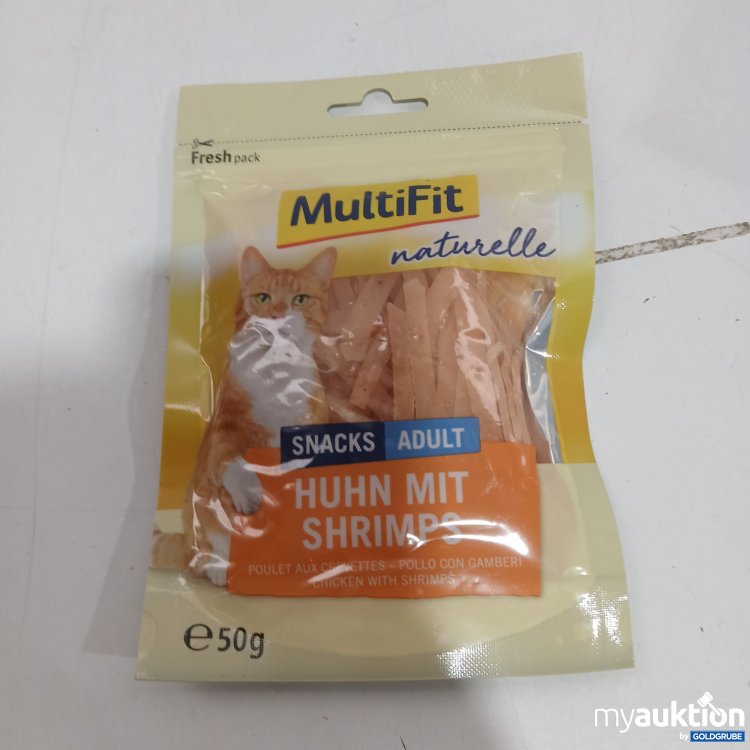 Fresh pack
MultiFit
naturelle
SNACKS ADULT
HUHN MIT
SHRIMPS
POULET AUX CREVETTES – POLLO CON GAMBERI
CHICKEN WITH SHRIMPS
℮50g
myauktion
by GOLDGRUBE